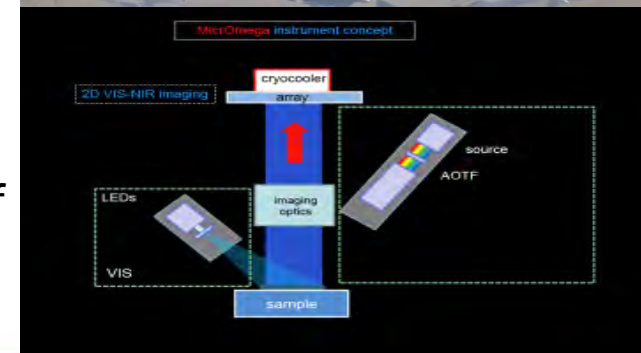 MicrOmega instrument concept
cryocooler
2D VIS-NIR imaging
array
source
AOTF
f
LEDs
imaging
optics
VIS
sample